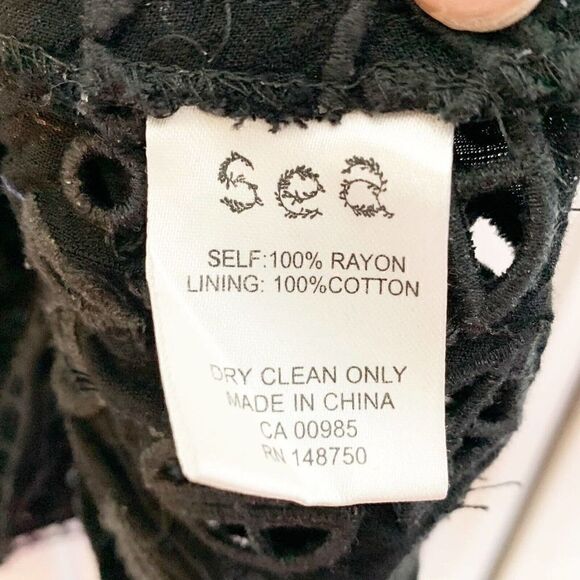 Sea
SELF:100% RAYON
LINING: 100%COTTON
DRY CLEAN ONLY
MADE IN CHINA
CA 00985
RN 148750